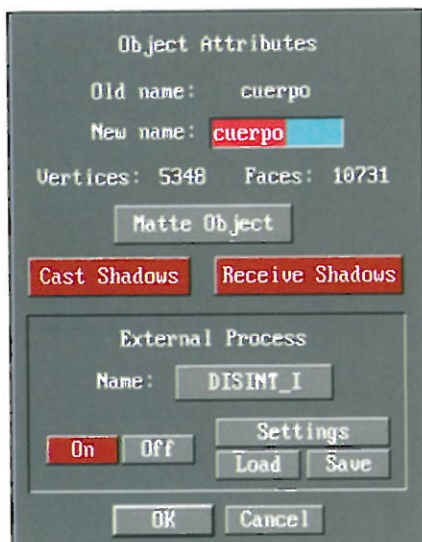 Object Attributes
Old name: cuerpo
New name: cuerpo
Vertices: 5348 Faces: 10731
Matte Object
Cast Shadows Receive Shadows
External Process
Name: DISINT_I
On Off Settings
Load Save
OK Cancel